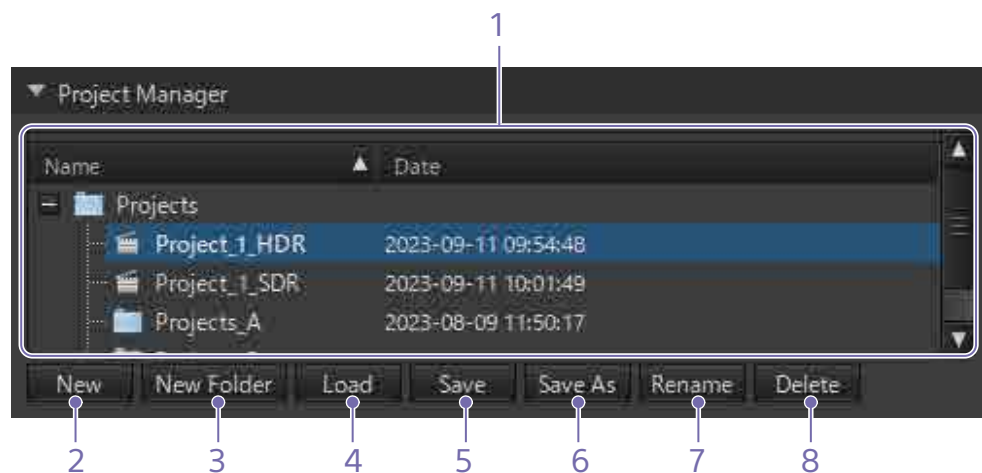 1
Project Manager
Name Date
Projects
Project_1_HDR 2023-09-11 09:54:48
Project_1_SDR 2023-09-11 10:01:49
Projects_A 2023-08-09 11:50:17
New New Folder Load Save Save As Rename Delete
2 3 4 5 6 7 8